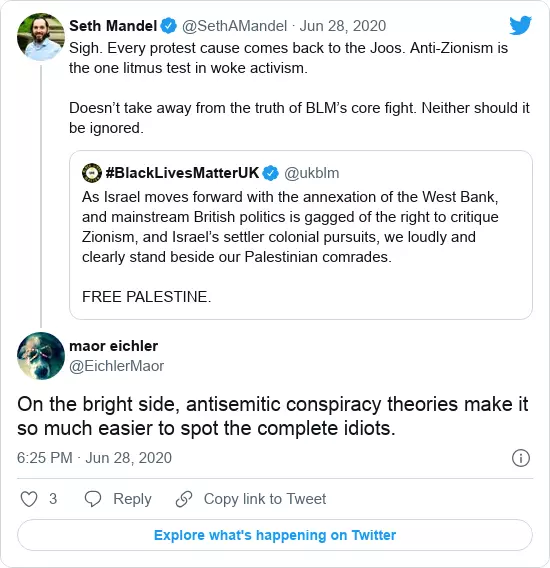 Seth Mandel @SethAMandel · Jun 28, 2020
Sigh. Every protest cause comes back to the Joos. Anti-Zionism is
the one litmus test in woke activism.
Doesn’t take away from the truth of BLM’s core fight. Neither should it
be ignored.
#BlackLivesMatterUK @ukblm
As Israel moves forward with the annexation of the West Bank,
and mainstream British politics is gagged of the right to critique
Zionism, and Israel’s settler colonial pursuits, we loudly and
clearly stand beside our Palestinian comrades.
FREE PALESTINE.
maor eichler
@EichlerMaor
On the bright side, antisemitic conspiracy theories make it
so much easier to spot the complete idiots.
6:25 PM · Jun 28, 2020
3 Reply Copy link to Tweet
Explore what's happening on Twitter